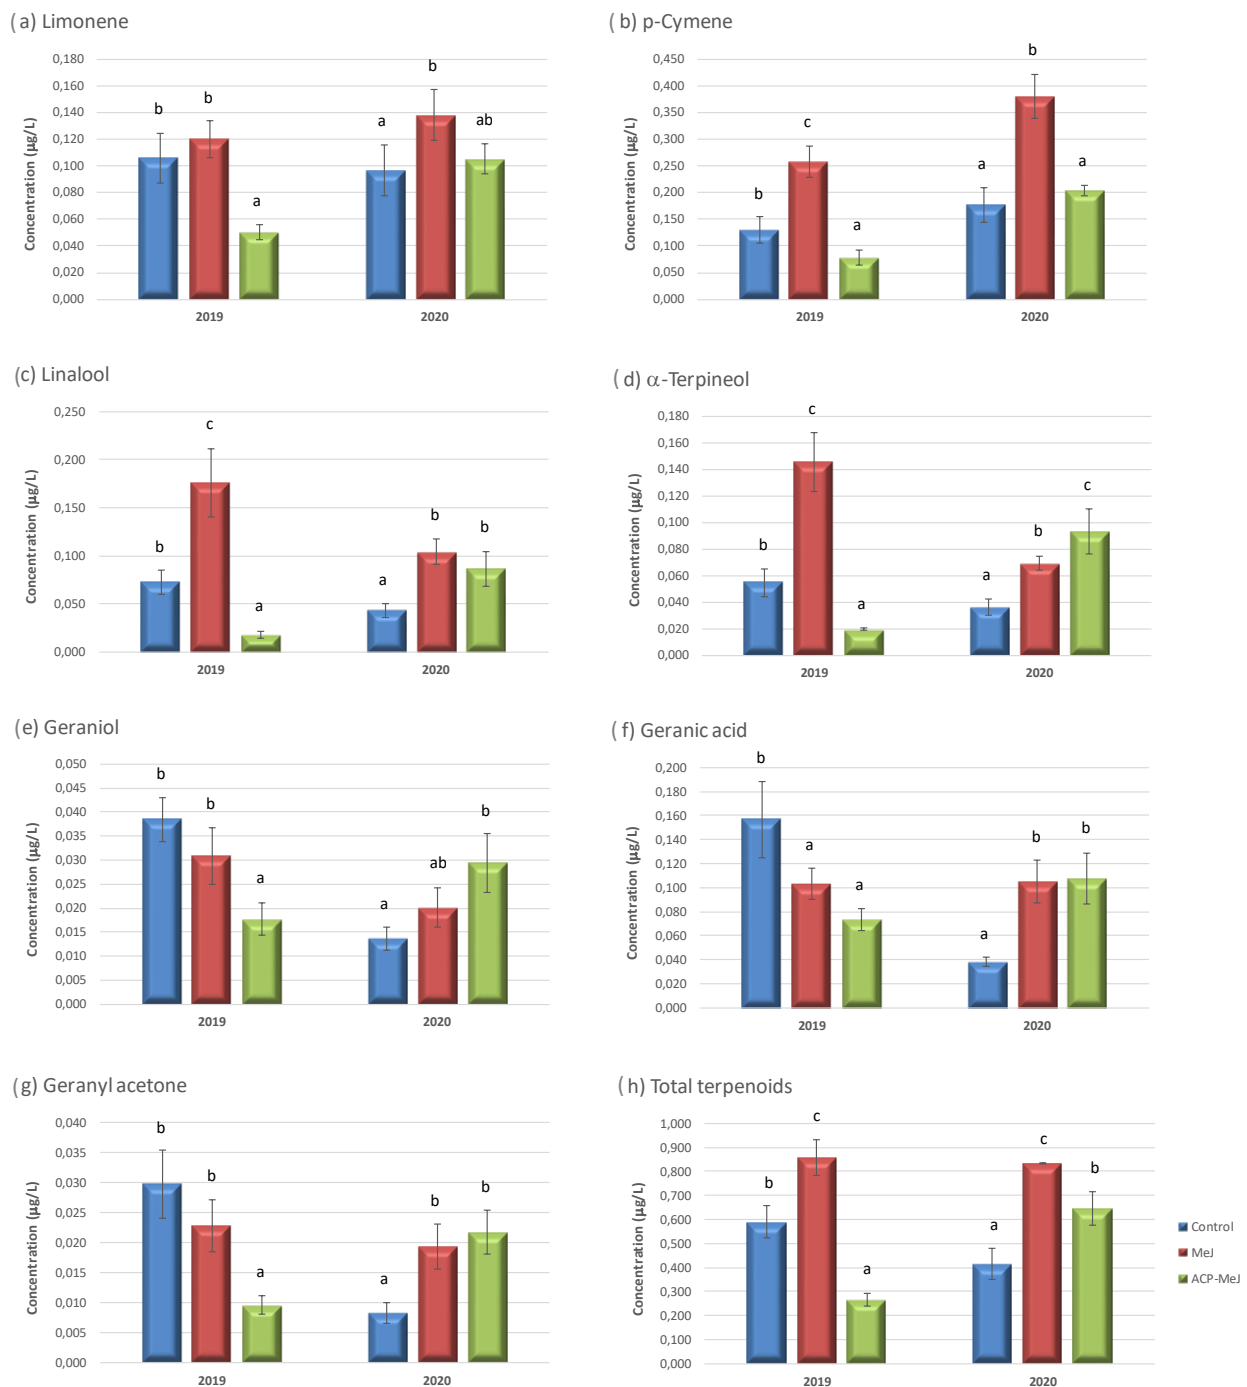 (a) Limonene
Concentration (µg/L)
0,180
0,160
0,140
0,120
0,100
0,080
0,060
0,040
0,020
0,000
b
b
a
a
b
ab
2019
2020
(b) p-Cymene
Concentration (µg/L)
0,450
0,400
0,350
0,300
0,250
0,200
0,150
0,100
0,050
0,000
b
c
a
a
b
a
2019
2020
(c) Linalool
Concentration (µg/L)
0,250
0,200
0,150
0,100
0,050
0,000
b
c
a
a
b
b
2019
2020
(d) α-Terpineol
Concentration (µg/L)
0,180
0,160
0,140
0,120
0,100
0,080
0,060
0,040
0,020
0,000
b
c
a
a
b
c
2019
2020
(e) Geraniol
Concentration (µg/L)
0,050
0,045
0,040
0,035
0,030
0,025
0,020
0,015
0,010
0,005
0,000
b
b
a
a
ab
b
2019
2020
(f) Geranic acid
Concentration (µg/L)
0,200
0,180
0,160
0,140
0,120
0,100
0,080
0,060
0,040
0,020
0,000
b
a
a
a
b
b
2019
2020
(g) Geranyl acetone
Concentration (µg/L)
0,040
0,035
0,030
0,025
0,020
0,015
0,010
0,005
0,000
b
b
a
a
b
b
2019
2020
(h) Total terpenoids
Concentration (µg/L)
1,000
0,900
0,800
0,700
0,600
0,500
0,400
0,300
0,200
0,100
0,000
b
c
a
a
c
b
2019
2020
Control
MeJ
ACP-MeJ